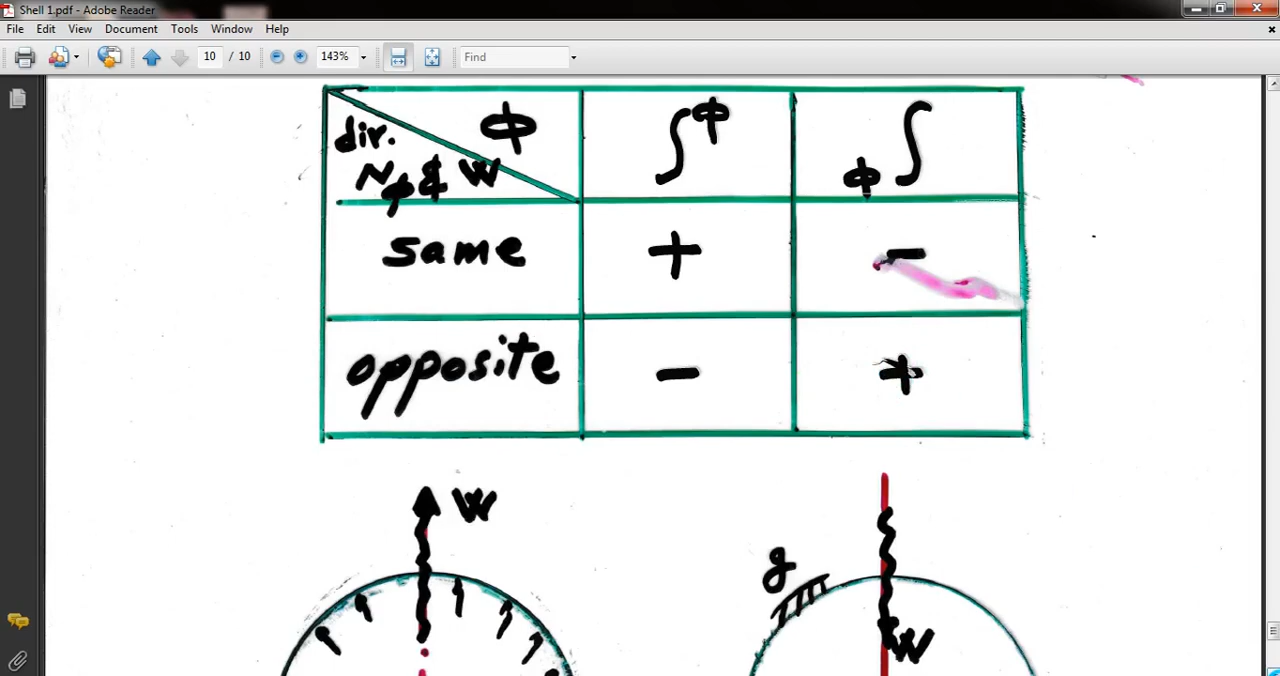 Shell 1.pdf - Adobe Reader
File Edit View Document Tools Window Help
10 / 10 143% Find
dir. ϕ ∫ϕ ϕ∫
Nϕ & W
same + -
opposite - +
W
g
W